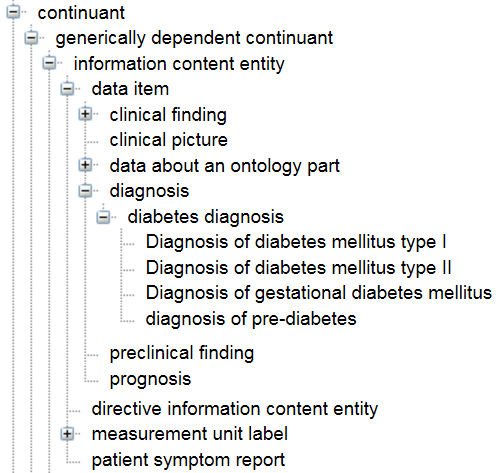 continuant
generically dependent continuant
information content entity
data item
clinical finding
clinical picture
data about an ontology part
diagnosis
diabetes diagnosis
Diagnosis of diabetes mellitus type I
Diagnosis of diabetes mellitus type II
Diagnosis of gestational diabetes mellitus
diagnosis of pre-diabetes
preclinical finding
prognosis
directive information content entity
measurement unit label
patient symptom report